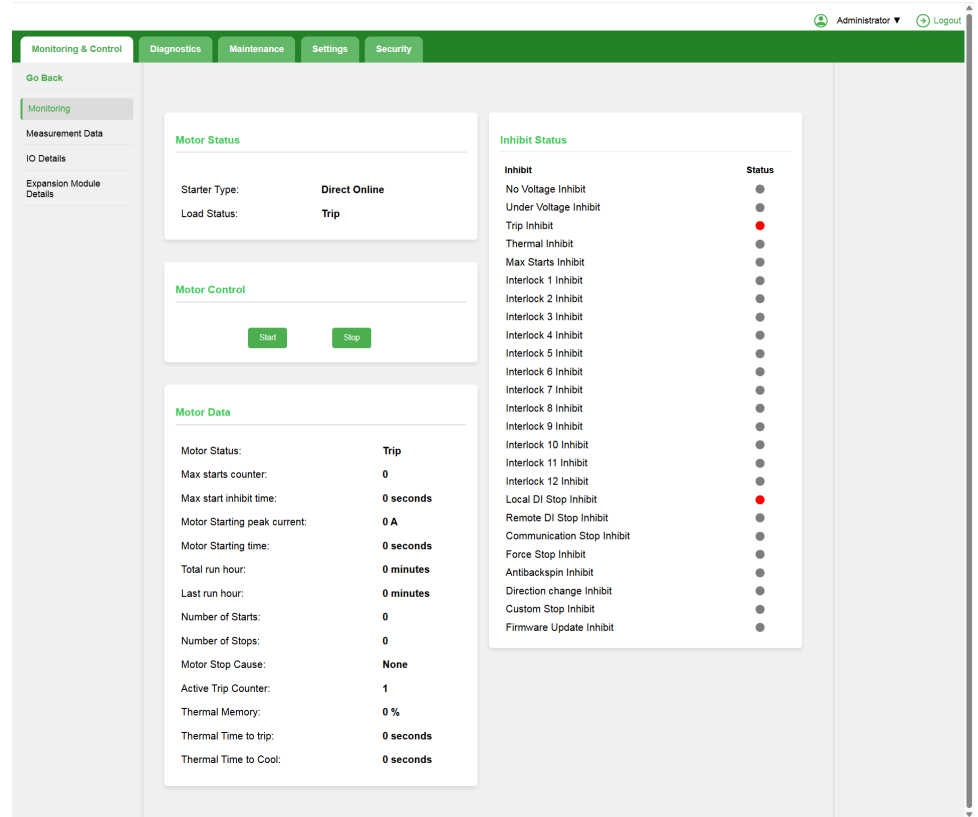 Administrator ▼ Logout
Monitoring & Control Diagnostics Maintenance Settings Security
Go Back
Monitoring
Measurement Data
IO Details
Expansion Module
Details
Motor Status
Starter Type: Direct Online
Load Status: Trip
Motor Control
Start Stop
Motor Data
Motor Status: Trip
Max starts counter: 0
Max start inhibit time: 0 seconds
Motor Starting peak current: 0 A
Motor Starting time: 0 seconds
Total run hour: 0 minutes
Last run hour: 0 minutes
Number of Starts: 0
Number of Stops: 0
Motor Stop Cause: None
Active Trip Counter: 1
Thermal Memory: 0 %
Thermal Time to trip: 0 seconds
Thermal Time to Cool: 0 seconds
Inhibit Status
Inhibit Status
No Voltage Inhibit
Under Voltage Inhibit
Trip Inhibit
Thermal Inhibit
Max Starts Inhibit
Interlock 1 Inhibit
Interlock 2 Inhibit
Interlock 3 Inhibit
Interlock 4 Inhibit
Interlock 5 Inhibit
Interlock 6 Inhibit
Interlock 7 Inhibit
Interlock 8 Inhibit
Interlock 9 Inhibit
Interlock 10 Inhibit
Interlock 11 Inhibit
Interlock 12 Inhibit
Local DI Stop Inhibit
Remote DI Stop Inhibit
Communication Stop Inhibit
Force Stop Inhibit
Antibackspin Inhibit
Direction change Inhibit
Custom Stop Inhibit
Firmware Update Inhibit